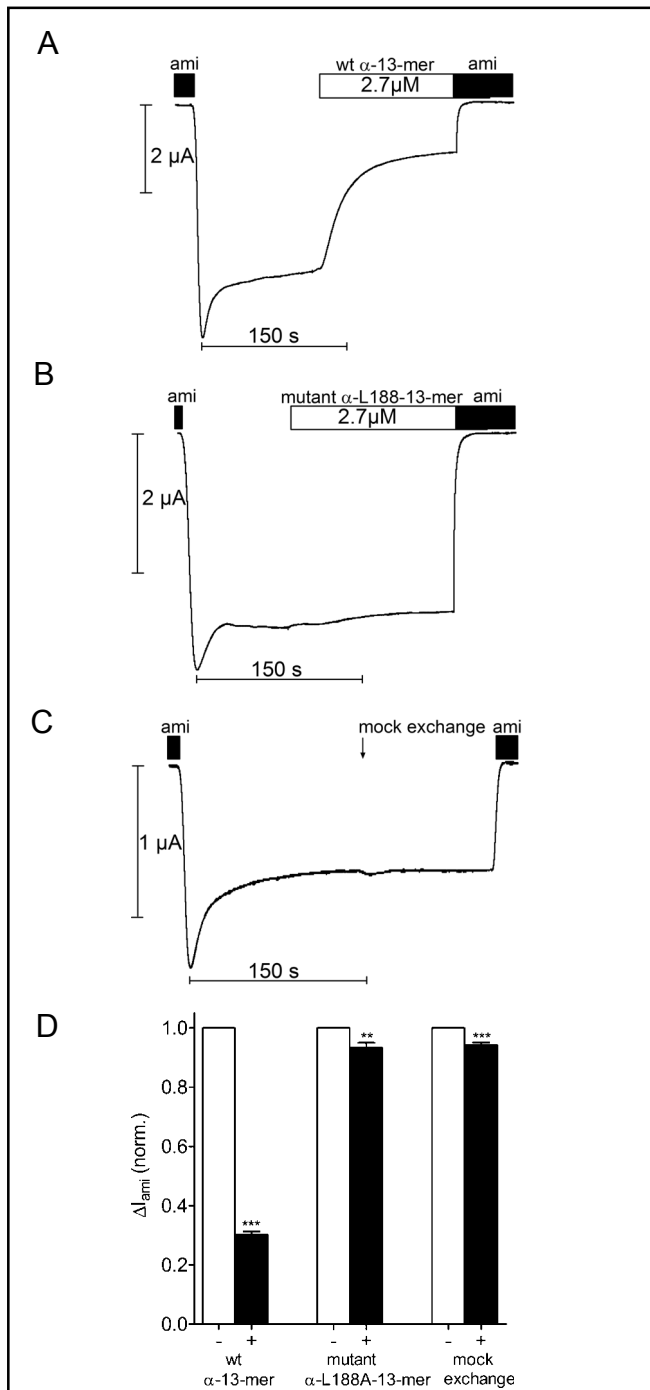 A
ami
wt α-13-mer
ami
2.7µM
2 µA
150 s
B
ami
mutant α-L188-13-mer
ami
2.7µM
2 µA
150 s
C
ami
mock exchange
ami
1 µA
150 s
D
ΔIami (norm.)
1.0
0.8
0.6
0.4
0.2
0.0
***
**
***
- + - + - +
wt mutant mock
α-13-mer α-L188A-13-mer exchange